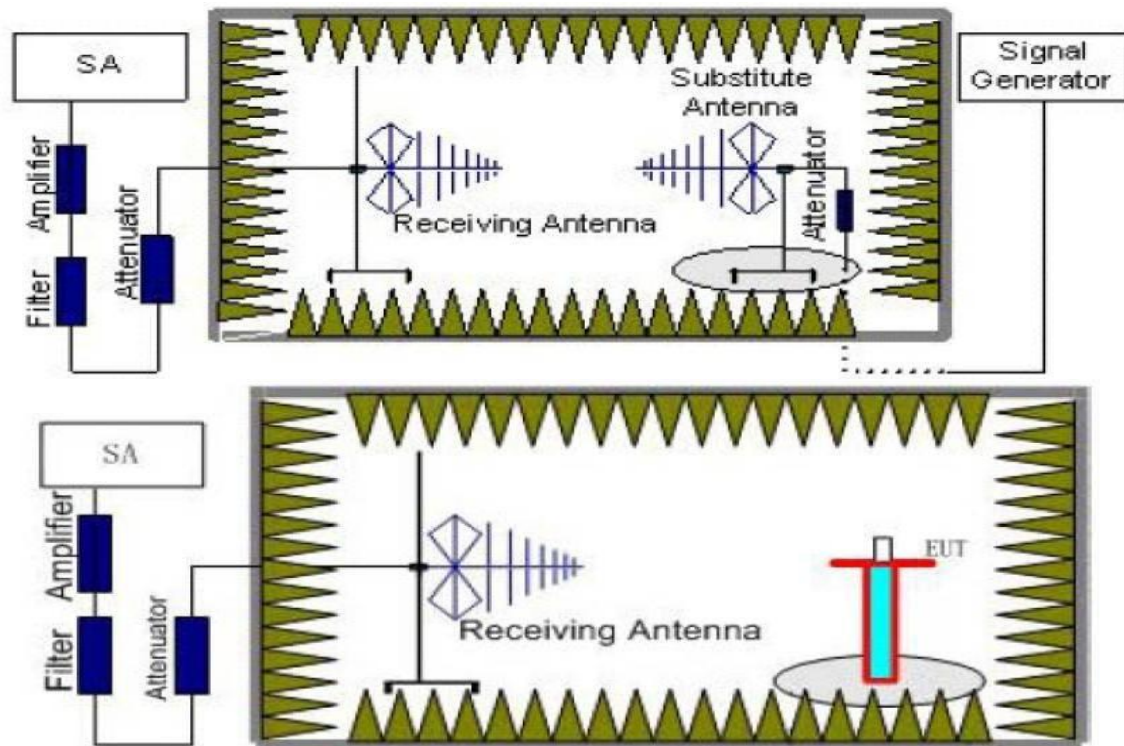 SA
Amplifier
Filter
Attenuator
Receiving Antenna
Substitute
Antenna
Attenuator
Signal
Generator
SA
Amplifier
Filter
Attenuator
Receiving Antenna
EUT